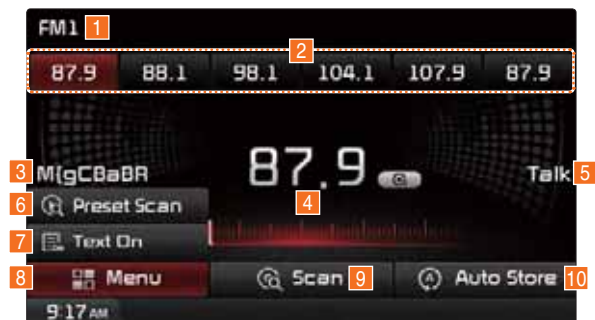 FM1 1
2
87.9 88.1 98.1 104.1 107.9 87.9
3 M[gCBaBR 87.9 Talk 5
4
6 Preset Scan
7 Text On
8 Menu Scan 9 Auto Store 10
9:17 AM